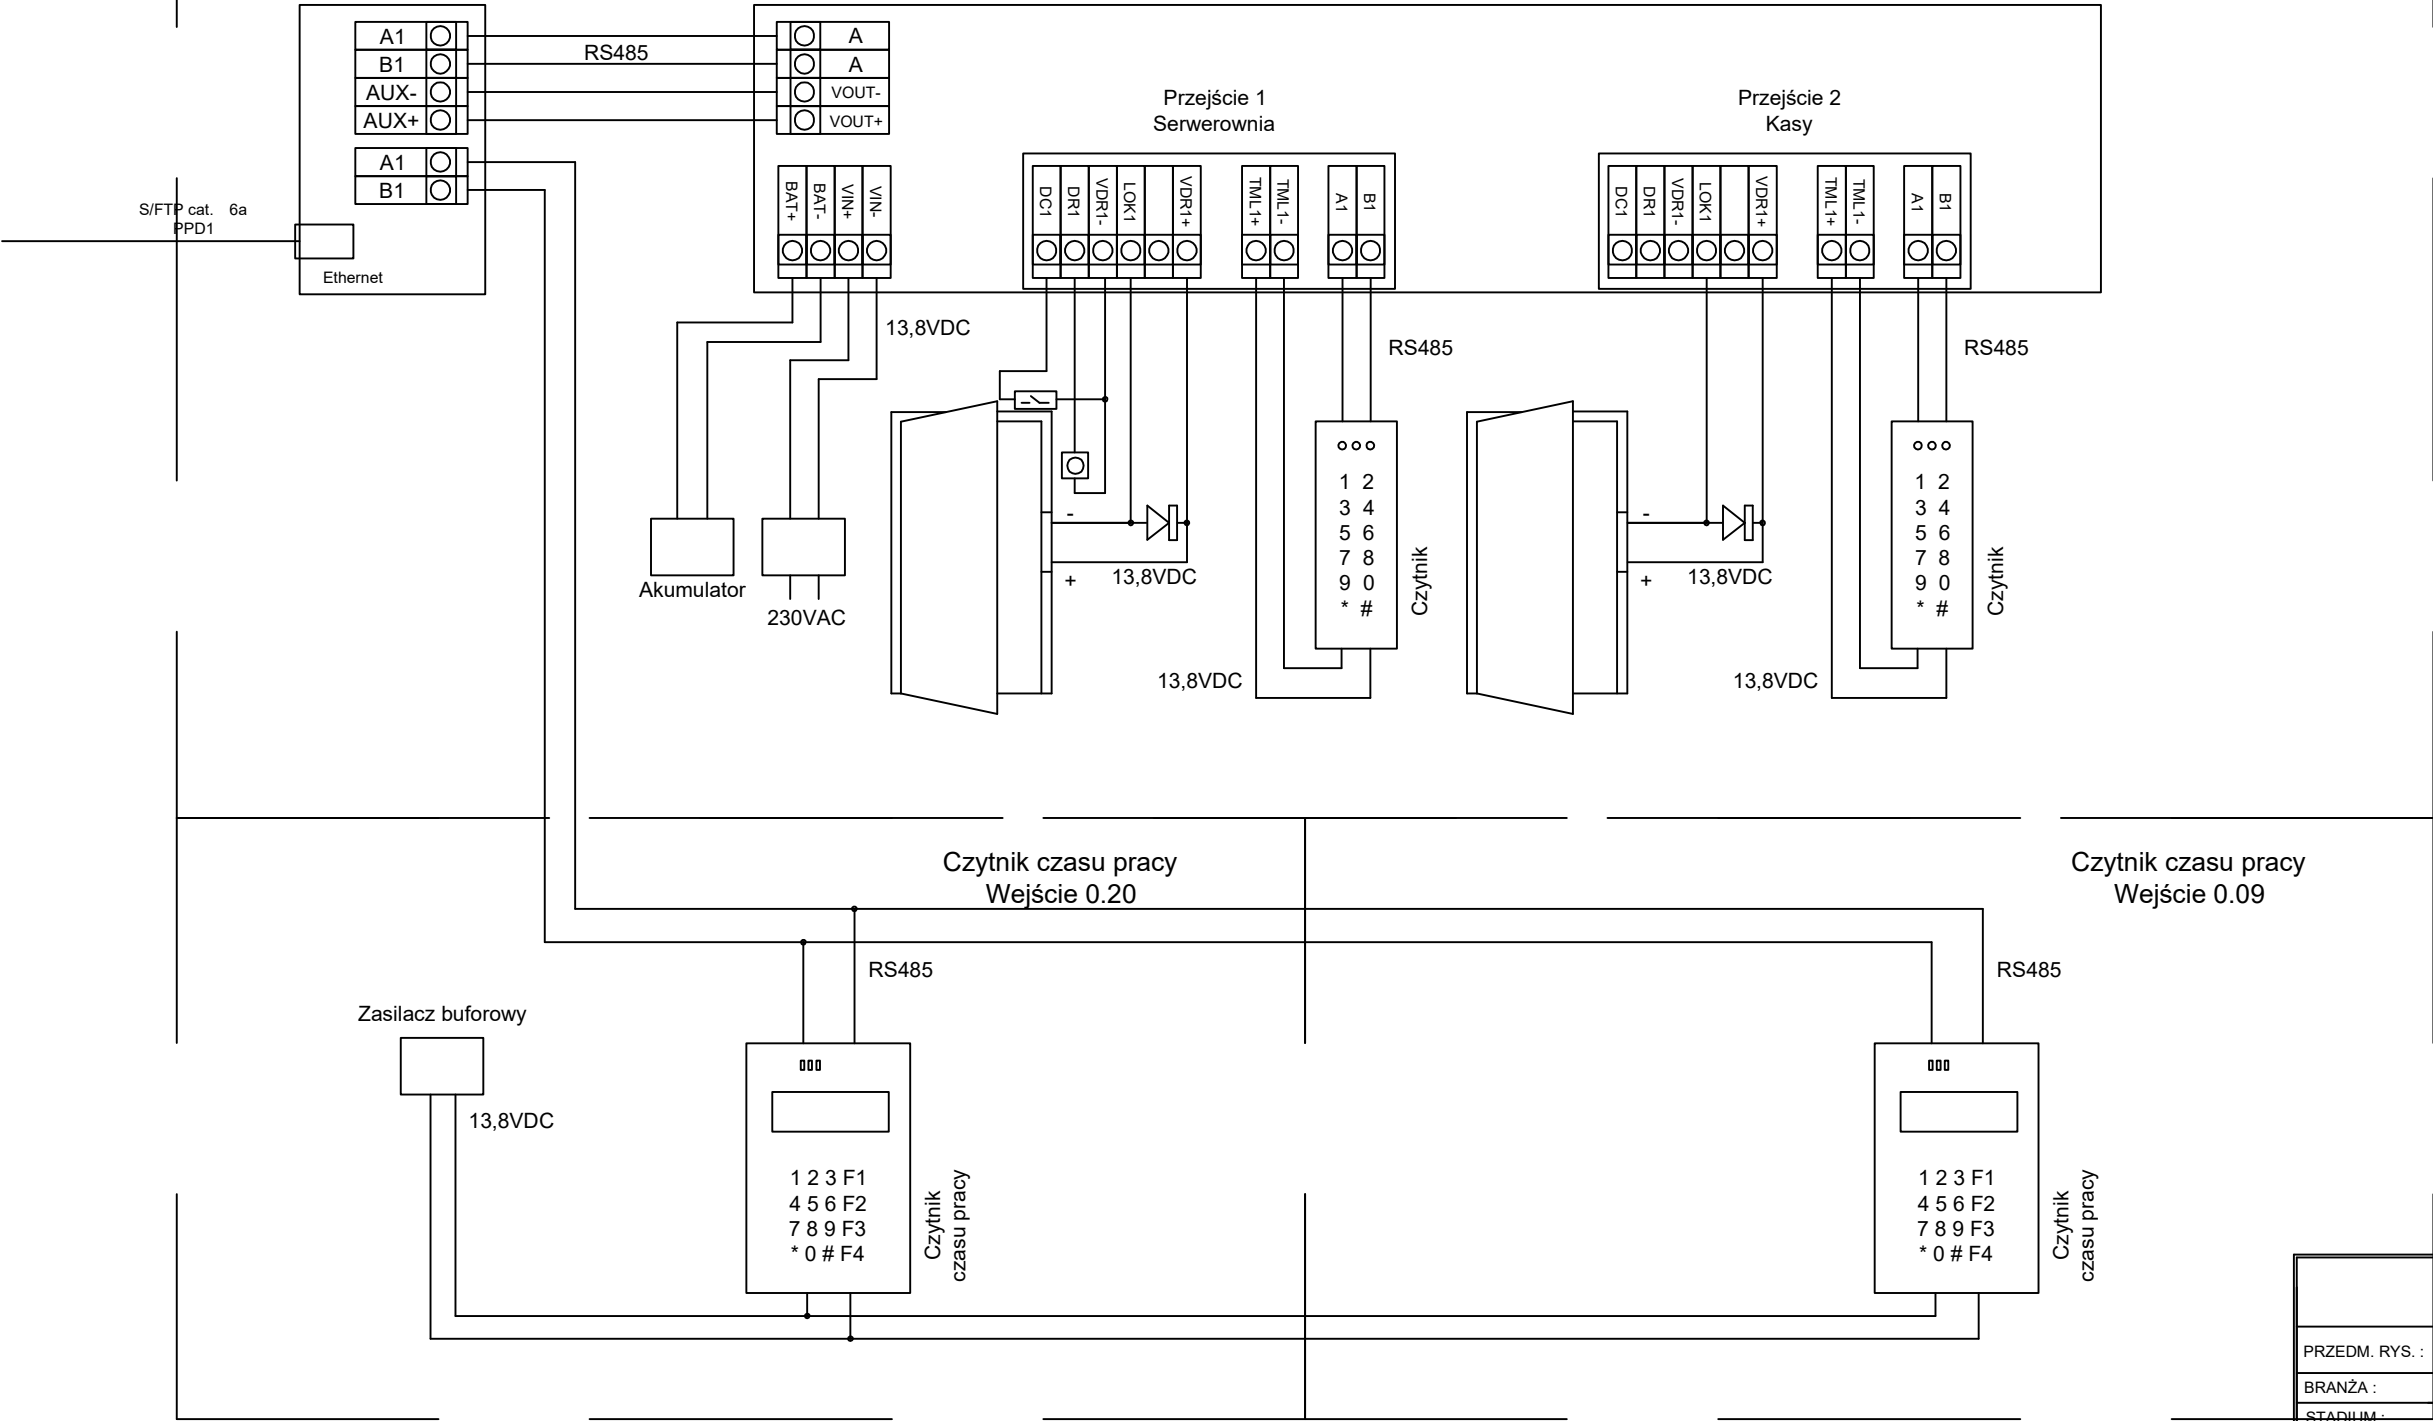 A1
B1
AUX-
AUX+
A1
B1
RS485
A
A
VOUT-
VOUT+
S/FTP cat. 6a
PPD1
Ethernet
BAT+
BAT-
VIN+
VIN-
13,8VDC
Akumulator
230VAC
Przejście 1
Serwerownia
DC1
DR1
VDR1-
LOK1
VDR1+
TML1+
TML1-
A1
B1
RS485
-
+
13,8VDC
1 2
3 4
5 6
7 8
9 0
* #
Czytnik
13,8VDC
Przejście 2
Kasy
DC1
DR1
VDR1-
LOK1
VDR1+
TML1+
TML1-
A1
B1
RS485
-
+
13,8VDC
1 2
3 4
5 6
7 8
9 0
* #
Czytnik
13,8VDC
Czytnik czasu pracy
Wejście 0.20
RS485
Zasilacz buforowy
13,8VDC
1 2 3 F1
4 5 6 F2
7 8 9 F3
* 0 # F4
Czytnik
czasu pracy
Czytnik czasu pracy
Wejście 0.09
RS485
1 2 3 F1
4 5 6 F2
7 8 9 F3
* 0 # F4
Czytnik
czasu pracy
PRZEDM. RYS. :
BRANŻA :
STADIUM :